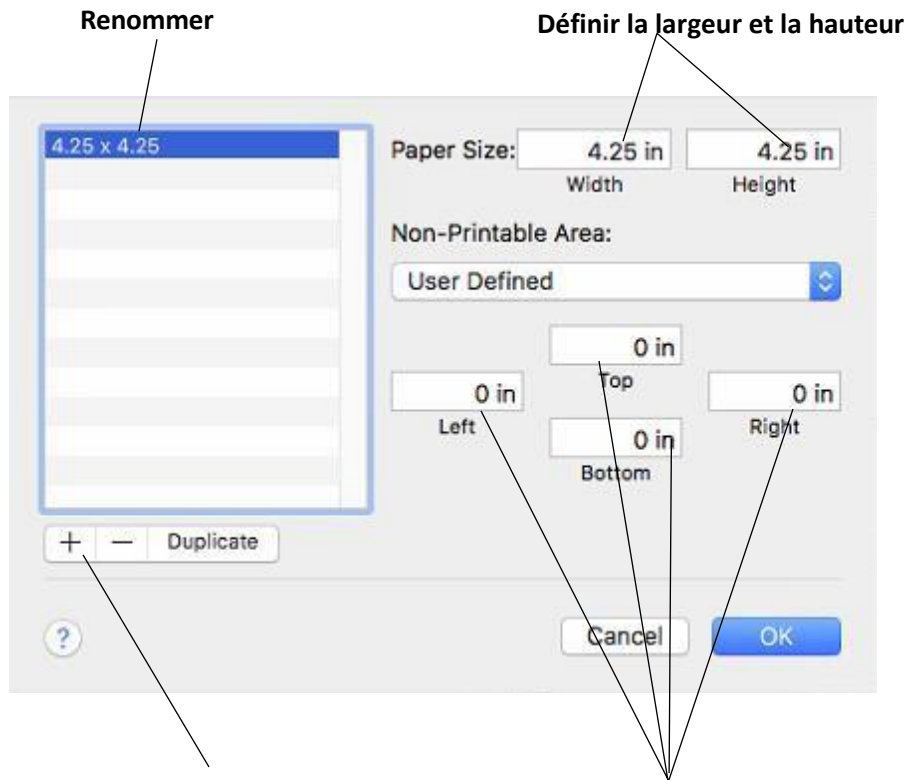 Renommer
Définir la largeur et la hauteur
4.25 x 4.25
Paper Size:
4.25 in
4.25 in
Width
Height
Non-Printable Area:
User Defined
0 in
Top
0 in
Left
0 in
Right
0 in
Bottom
+ — Duplicate
?
Cancel
OK